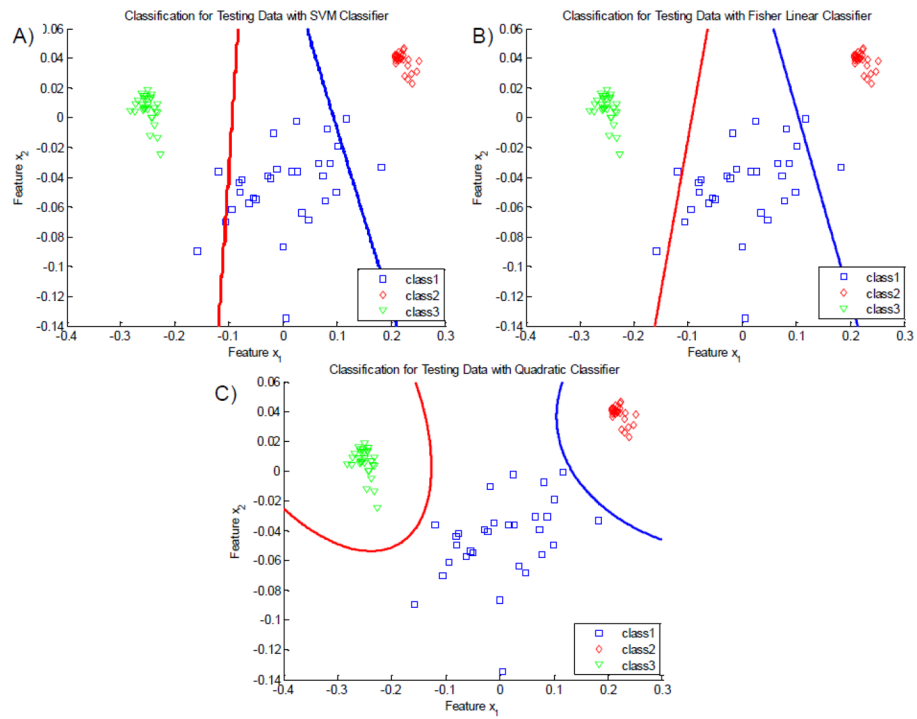 A)
Classification for Testing Data with SVM Classifier
0.06
0.04
0.02
0
-0.02
-0.04
-0.06
-0.08
-0.1
-0.12
-0.14
Feature x2
-0.4
-0.3
-0.2
-0.1
0
0.1
0.2
0.3
Feature x1
class1
class2
class3
B)
Classification for Testing Data with Fisher Linear Classifier
0.06
0.04
0.02
0
-0.02
-0.04
-0.06
-0.08
-0.1
-0.12
-0.14
Feature x2
-0.4
-0.3
-0.2
-0.1
0
0.1
0.2
0.3
Feature x1
class1
class2
class3
C)
Classification for Testing Data with Quadratic Classifier
0.06
0.04
0.02
0
-0.02
-0.04
-0.06
-0.08
-0.1
-0.12
-0.14
Feature x2
-0.4
-0.3
-0.2
-0.1
0
0.1
0.2
0.3
Feature x1
class1
class2
class3